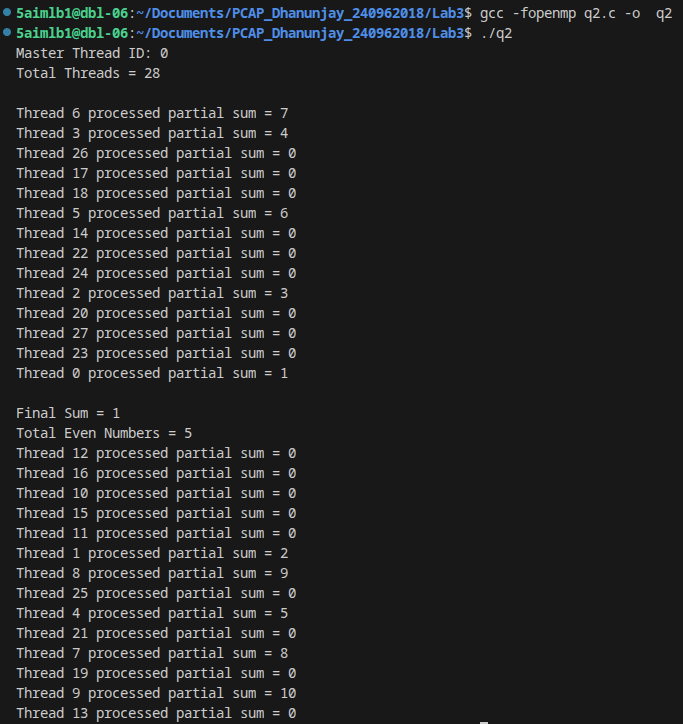 5aimlb1@dbl-06:~/Documents/PCAP_Dhanunjay_240962018/Lab3$ gcc -fopenmp q2.c -o  q2
5aimlb1@dbl-06:~/Documents/PCAP_Dhanunjay_240962018/Lab3$ ./q2
Master Thread ID: 0
Total Threads = 28

Thread 6 processed partial sum = 7
Thread 3 processed partial sum = 4
Thread 26 processed partial sum = 0
Thread 17 processed partial sum = 0
Thread 18 processed partial sum = 0
Thread 5 processed partial sum = 6
Thread 14 processed partial sum = 0
Thread 22 processed partial sum = 0
Thread 24 processed partial sum = 0
Thread 2 processed partial sum = 3
Thread 20 processed partial sum = 0
Thread 27 processed partial sum = 0
Thread 23 processed partial sum = 0
Thread 0 processed partial sum = 1

Final Sum = 1
Total Even Numbers = 5
Thread 12 processed partial sum = 0
Thread 16 processed partial sum = 0
Thread 10 processed partial sum = 0
Thread 15 processed partial sum = 0
Thread 11 processed partial sum = 0
Thread 1 processed partial sum = 2
Thread 8 processed partial sum = 9
Thread 25 processed partial sum = 0
Thread 4 processed partial sum = 5
Thread 21 processed partial sum = 0
Thread 7 processed partial sum = 8
Thread 19 processed partial sum = 0
Thread 9 processed partial sum = 10
Thread 13 processed partial sum = 0